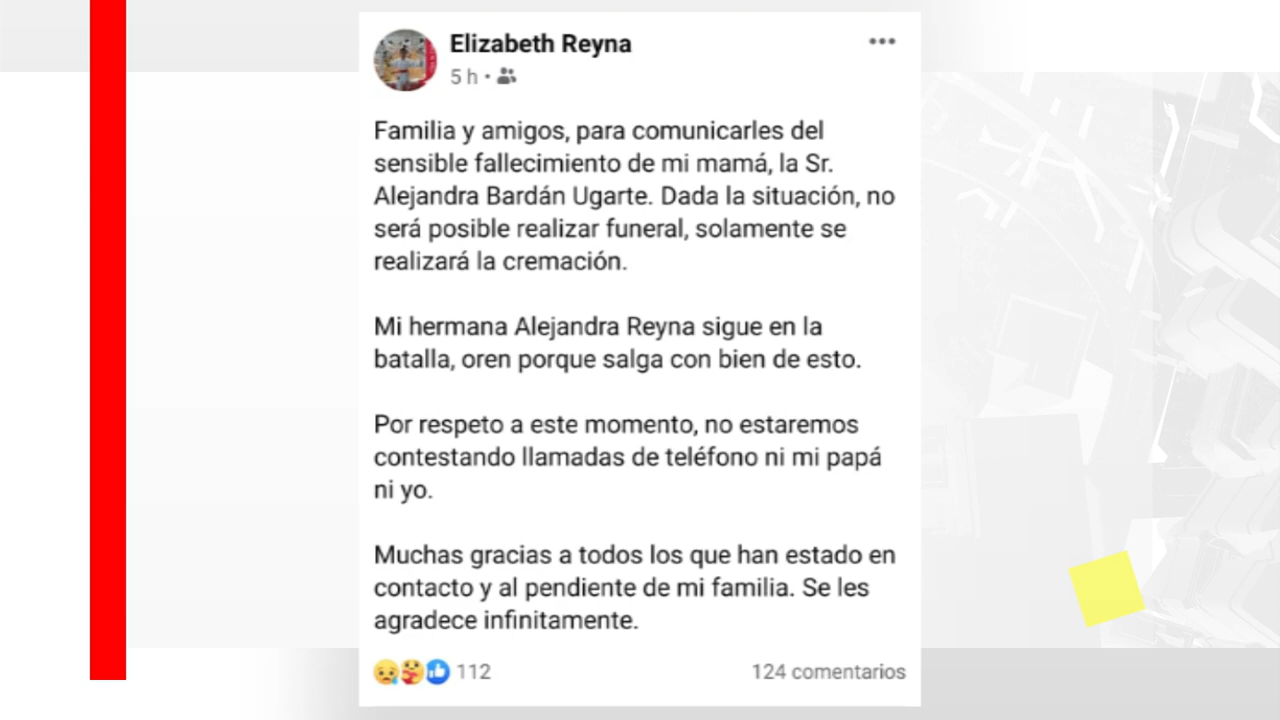 Elizabeth Reyna
5 h •
Familia y amigos, para comunicarles del
sensible fallecimiento de mi mamá, la Sr.
Alejandra Bardán Ugarte. Dada la situación, no
será posible realizar funeral, solamente se
realizará la cremación.
Mi hermana Alejandra Reyna sigue en la
batalla, oren porque salga con bien de esto.
Por respeto a este momento, no estaremos
contestando llamadas de teléfono ni mi papá
ni yo.
Muchas gracias a todos los que han estado en
contacto y al pendiente de mi familia. Se les
agradece infinitamente.
112
124 comentarios